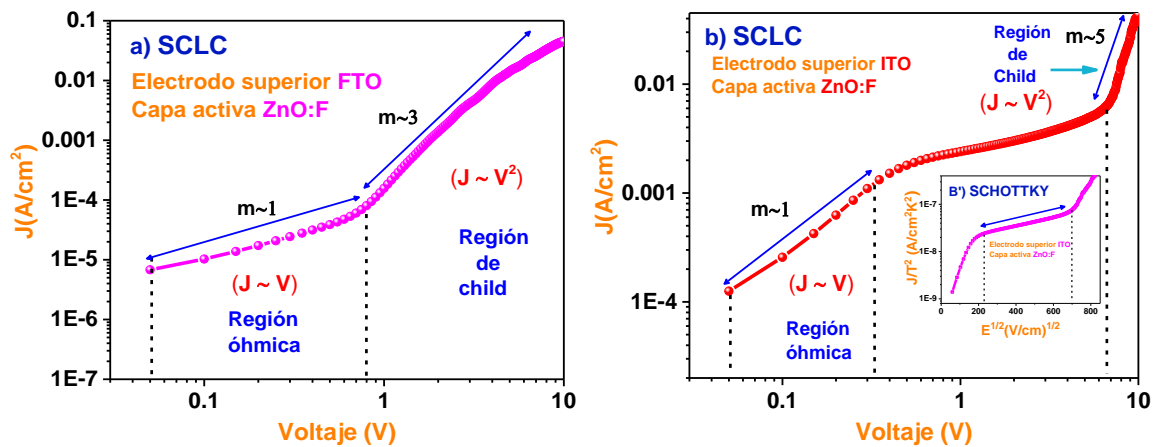 a) SCLC
Electrodo superior FTO
Capa activa ZnO:F
m~3
(J ~ V²)
m~1
(J ~ V)
Región
óhmica
Región
de
child
0.1
0.01
0.001
1E-4
1E-5
1E-6
1E-7
J(A/cm²)
0.1
1
10
Voltaje (V)
b) SCLC
Electrodo superior ITO
Capa activa ZnO:F
Región
de
Child
m~5
(J ~ V²)
m~1
(J ~ V)
Región
óhmica
0.01
0.001
1E-4
J(A/cm²)
0.1
1
10
Voltaje (V)
B') SCHOTTKY
Electrodo superior ITO
Capa activa ZnO:F
1E-7
1E-8
1E-9
J/T² (A/cm²K²)
0
200
400
600
800
E^1/2(V/cm)^1/2